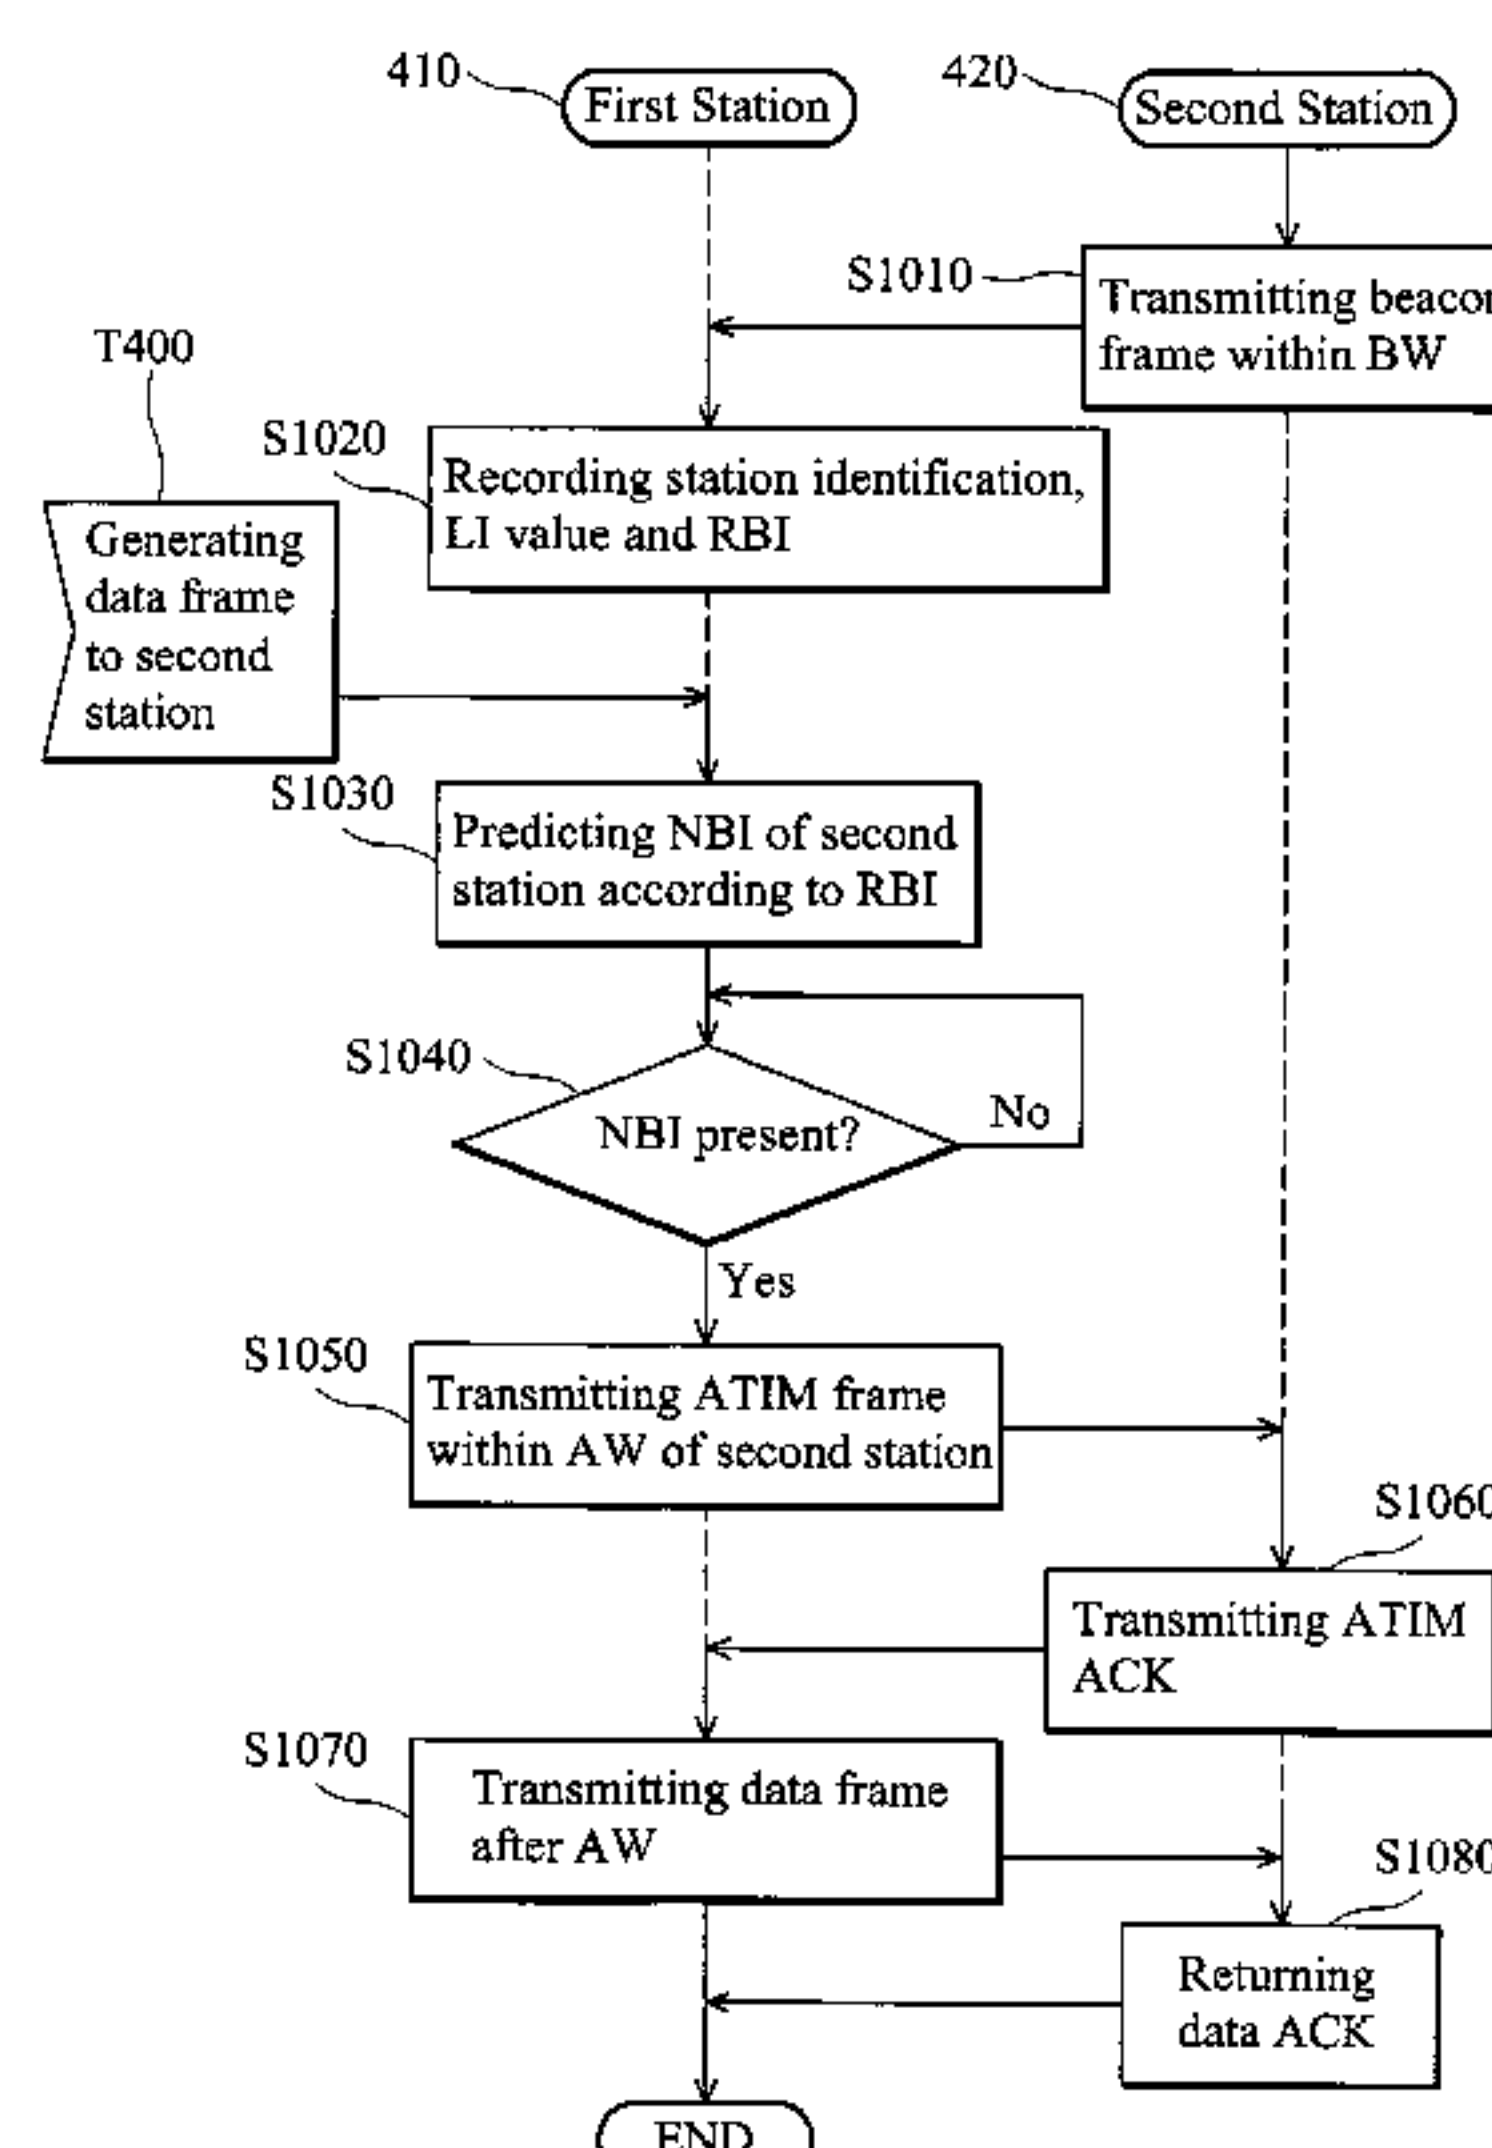 410
First Station
420
Second Station
S1010
Transmitting beacon
frame within BW
T400
S1020
Recording station identification,
LI value and RBI
Generating
data frame
to second
station
S1030
Predicting NBI of second
station according to RBI
S1040
NBI present?
No
Yes
S1050
Transmitting ATIM frame
within AW of second station
S1060
Transmitting ATIM
ACK
S1070
Transmitting data frame
after AW
S1080
Returning
data ACK
END